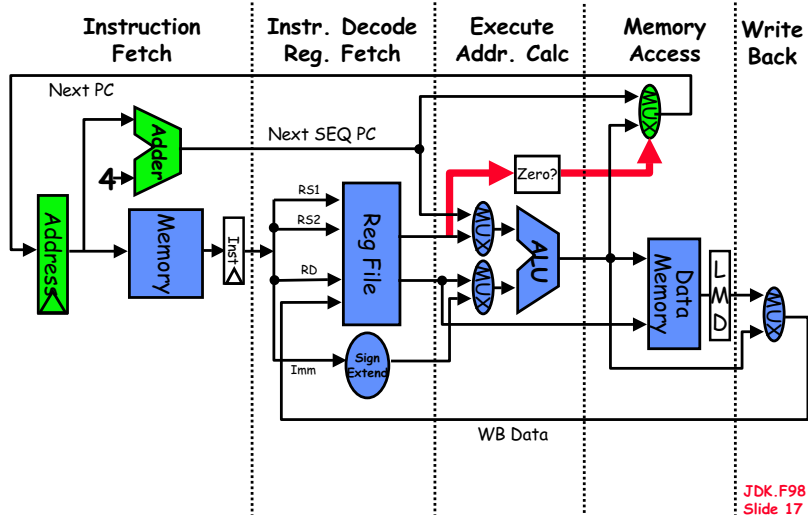 Instruction
Fetch
Instr. Decode
Reg. Fetch
Execute
Addr. Calc
Memory
Access
Write
Back
Next PC
Next SEQ PC
Adder
4
Address
Memory
Inst
RS1
RS2
RD
Imm
Reg File
Sign
Extend
Zero?
MUX
MUX
MUX
ALU
Data
Memory
L
M
D
MUX
WB Data
JDK.F98
Slide 17